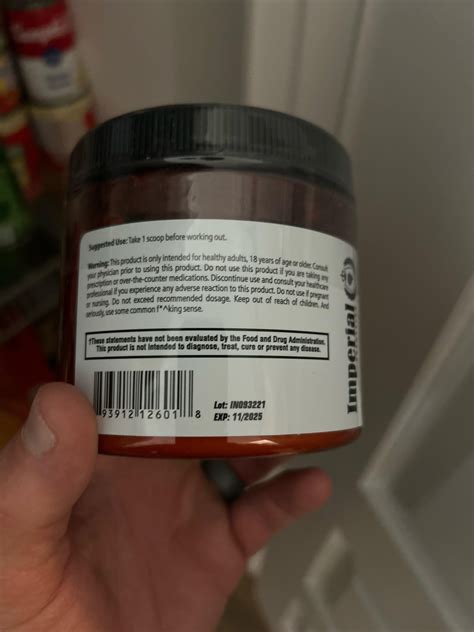 Campbell's
Suggested Use: Take 1 scoop before working out.
Warning: This product is only intended for healthy adults, 18 years of age or older. Consult
your physician prior to using this product. Do not use this product if you are taking any
prescription or over-the-counter medications. Discontinue use and consult your healthcare
professional if you experience any adverse reaction to this product. Do not use if pregnant
or nursing. Do not exceed recommended dosage. Keep out of reach of children. And
seriously, use some common f*^king sense.
†These statements have not been evaluated by the Food and Drug Administration.
This product is not intended to diagnose, treat, cure or prevent any disease.
93912 12601 8
Lot: IN093221
EXP: 11/2025
Imperial